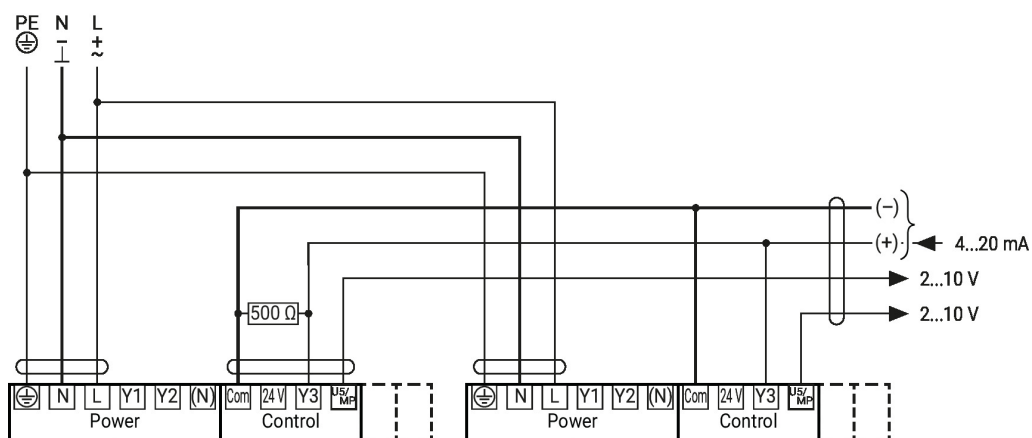 PE N L
− +
⊥ ~
(−)
(+) 4...20 mA
2...10 V
500 Ω 2...10 V
N L Y1 Y2 (N) Com 24 V Y3 U5/MP N L Y1 Y2 (N) Com 24 V Y3 U5/MP
Power Control Power Control